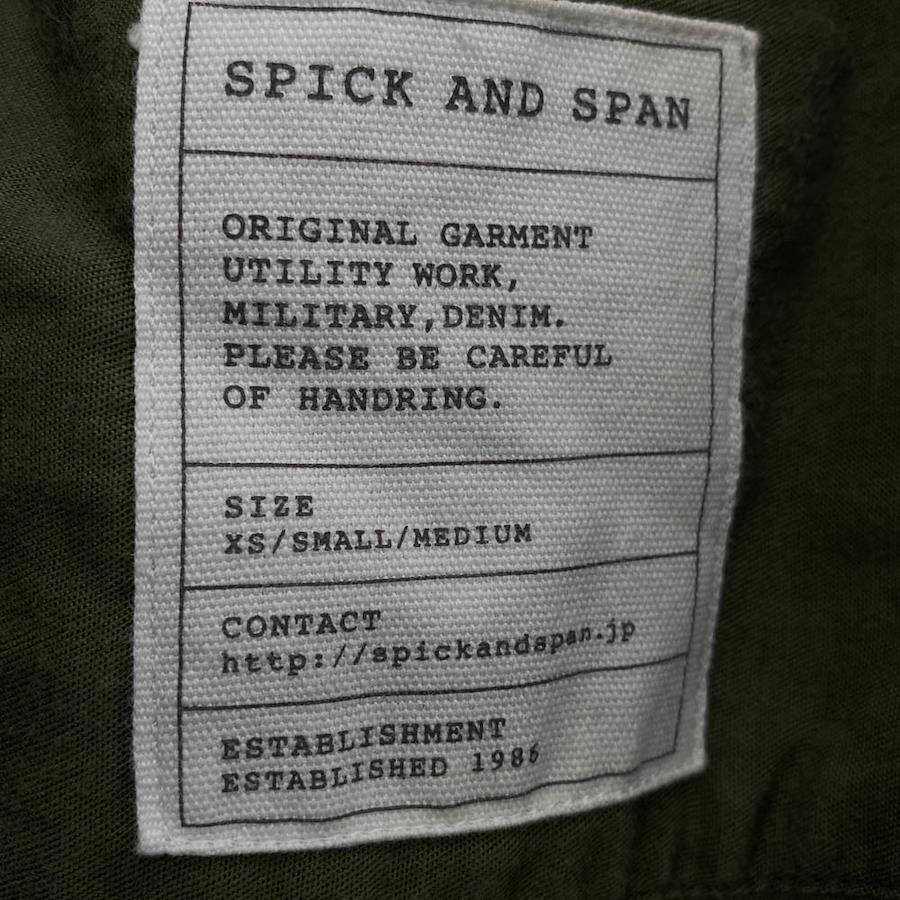 SPICK AND SPAN
ORIGINAL GARMENT
UTILITY WORK,
MILITARY,DENIM.
PLEASE BE CAREFUL
OF HANDRING.
SIZE
XS/SMALL/MEDIUM
CONTACT
http://spickandspan.jp
ESTABLISHMENT
ESTABLISHED 1986